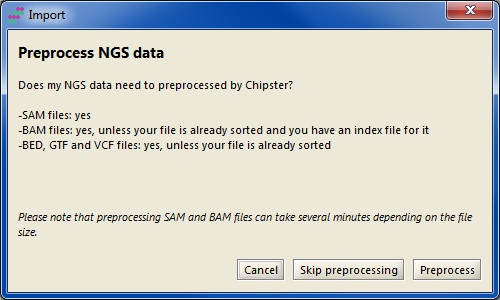 Import
Preprocess NGS data
Does my NGS data need to preprocessed by Chipster?
-SAM files: yes
-BAM files: yes, unless your file is already sorted and you have an index file for it
-BED, GTF and VCF files: yes, unless your file is already sorted
Please note that preprocessing SAM and BAM files can take several minutes depending on the file
size.
Cancel Skip preprocessing Preprocess